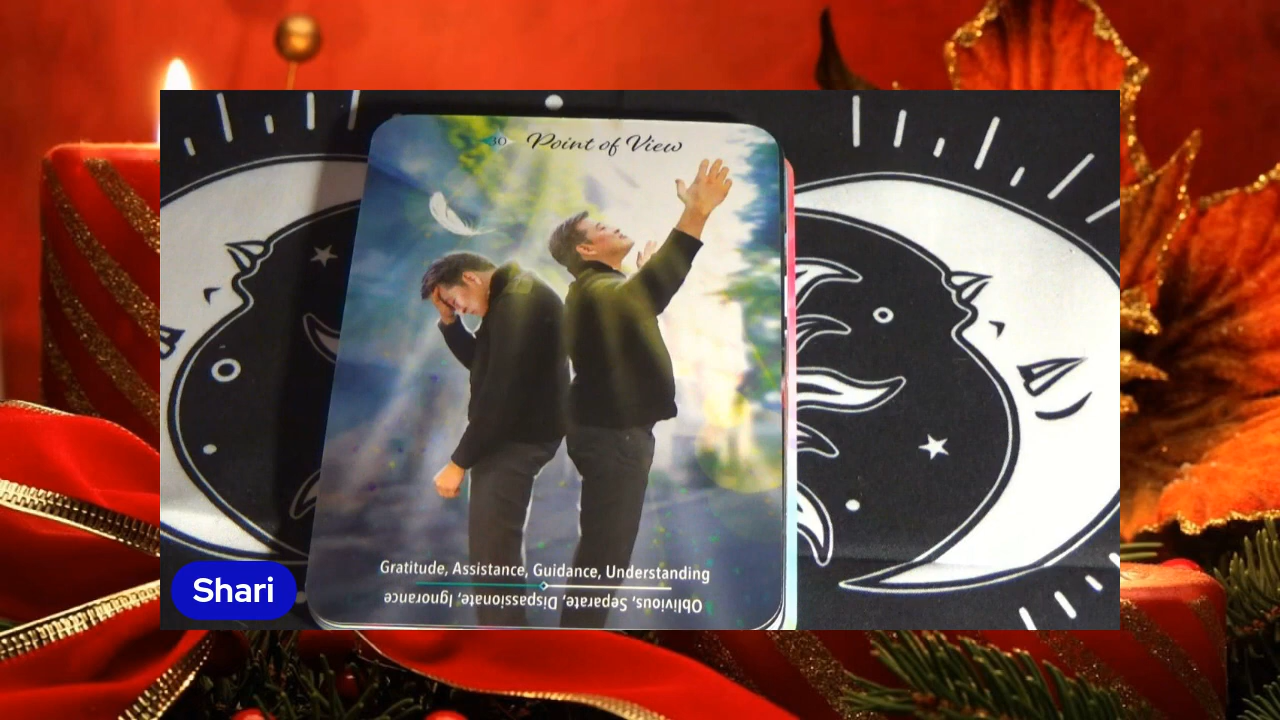 30 Point of View
Gratitude, Assistance, Guidance, Understanding
Oblivious, Separate, Dispassionate, Ignorance
Shari